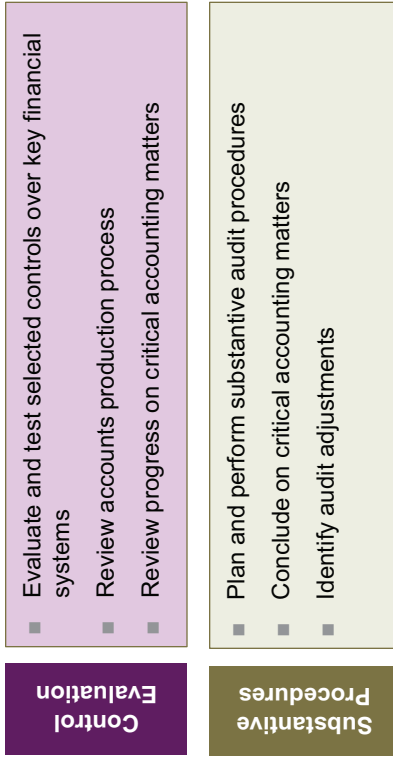 Control
Evaluation
Evaluate and test selected controls over key financial
systems
Review accounts production process
Review progress on critical accounting matters
Substantive
Procedures
Plan and perform substantive audit procedures
Conclude on critical accounting matters
Identify audit adjustments